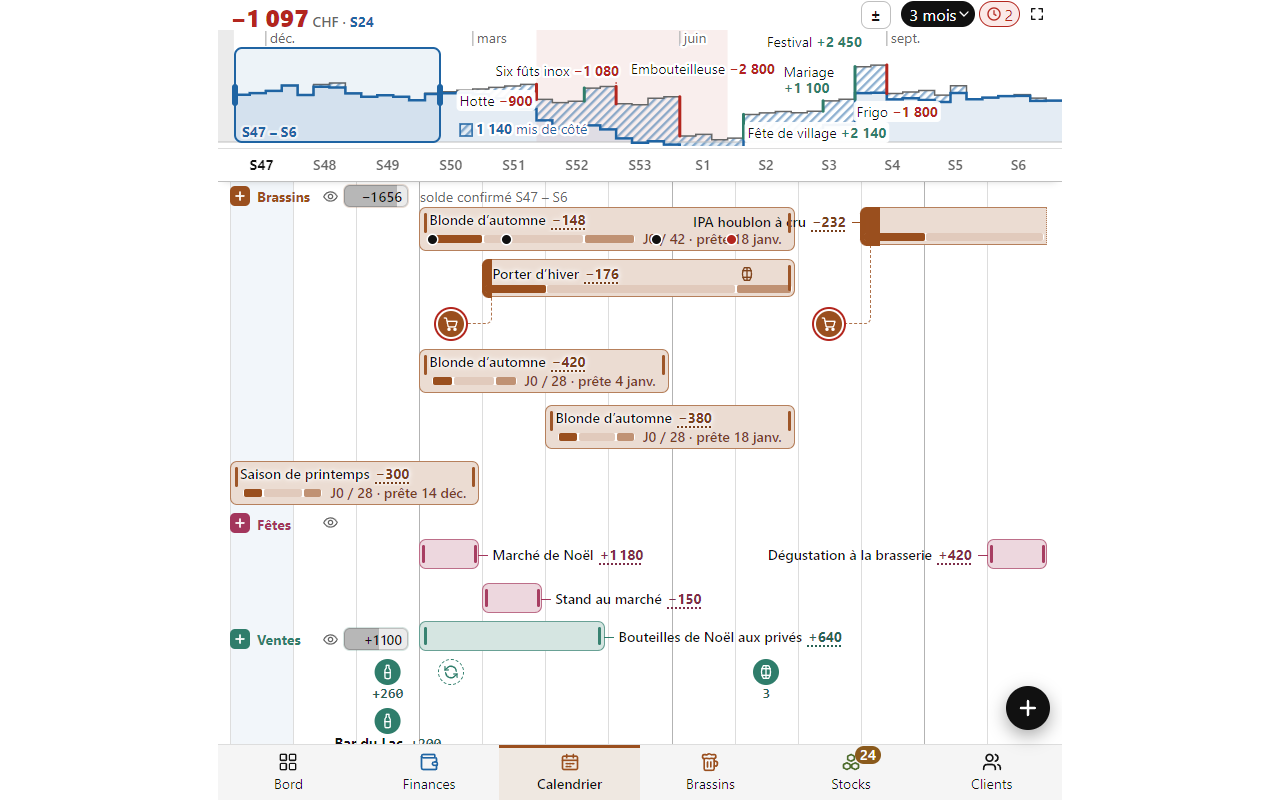 −1 097 CHF · S24
±
3 mois
2
déc.
mars
juin
sept.
Festival +2 450
Six fûts inox −1 080
Embouteilleuse −2 800
Mariage
+1 100
Hotte −900
Frigo −1 800
S47 – S6
1 140 mis de côté
Fête de village +2 140
S47 S48 S49 S50 S51 S52 S53 S1 S2 S3 S4 S5 S6
Brassins
−1656
solde confirmé S47 – S6
Blonde d’automne −148
IPA houblon à cru −232
/ 42 · prête 18 janv.
Porter d’hiver −176
Blonde d’automne −420
J0 / 28 · prête 4 janv.
Blonde d’automne −380
J0 / 28 · prête 18 janv.
Saison de printemps −300
J0 / 28 · prête 14 déc.
Fêtes
Marché de Noël +1180
Dégustation à la brasserie +420
Stand au marché −150
Ventes
+1100
Bouteilles de Noël aux privés +640
+260
3
Bar du Lac +200
Bord
Finances
Calendrier
Brassins
24
Stocks
Clients